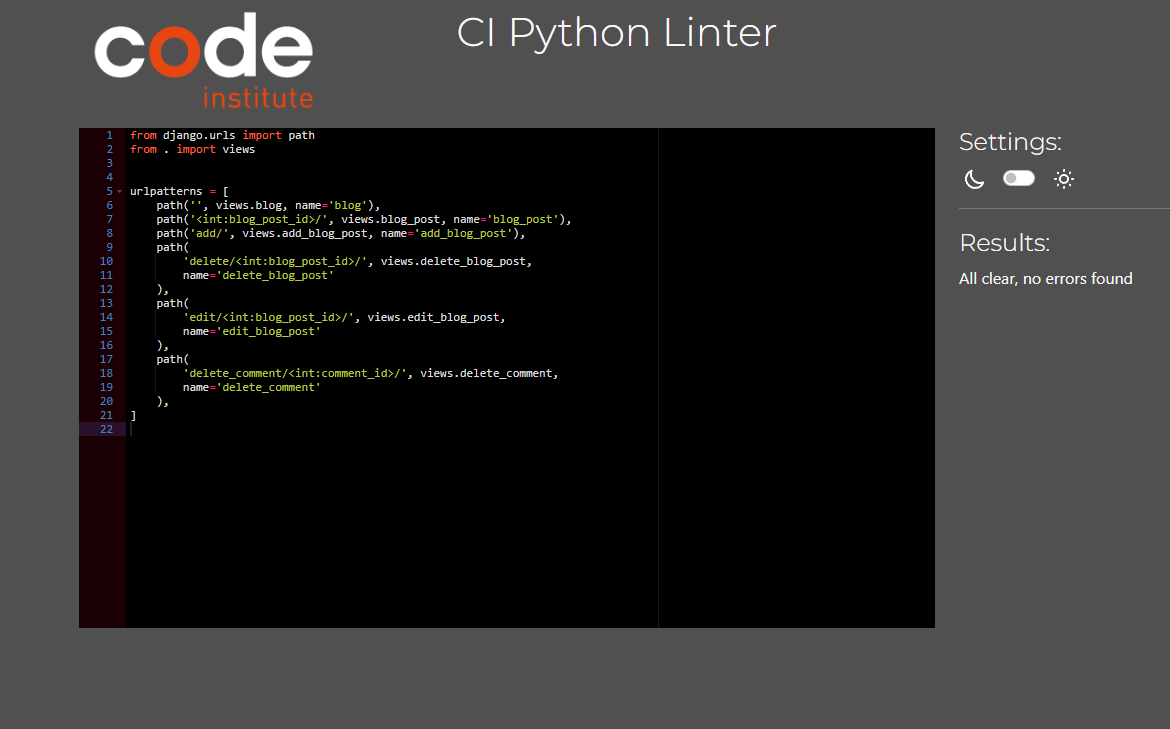 code
institute
CI Python Linter
1 from django.urls import path
2 from . import views
3
4
5 urlpatterns = [
6     path('', views.blog, name='blog'),
7     path('<int:blog_post_id>/', views.blog_post, name='blog_post'),
8     path('add/', views.add_blog_post, name='add_blog_post'),
9     path(
10         'delete/<int:blog_post_id>/', views.delete_blog_post,
11         name='delete_blog_post'
12     ),
13     path(
14         'edit/<int:blog_post_id>/', views.edit_blog_post,
15         name='edit_blog_post'
16     ),
17     path(
18         'delete_comment/<int:comment_id>/', views.delete_comment,
19         name='delete_comment'
20     ),
21 ]
22
Settings:
Results:
All clear, no errors found